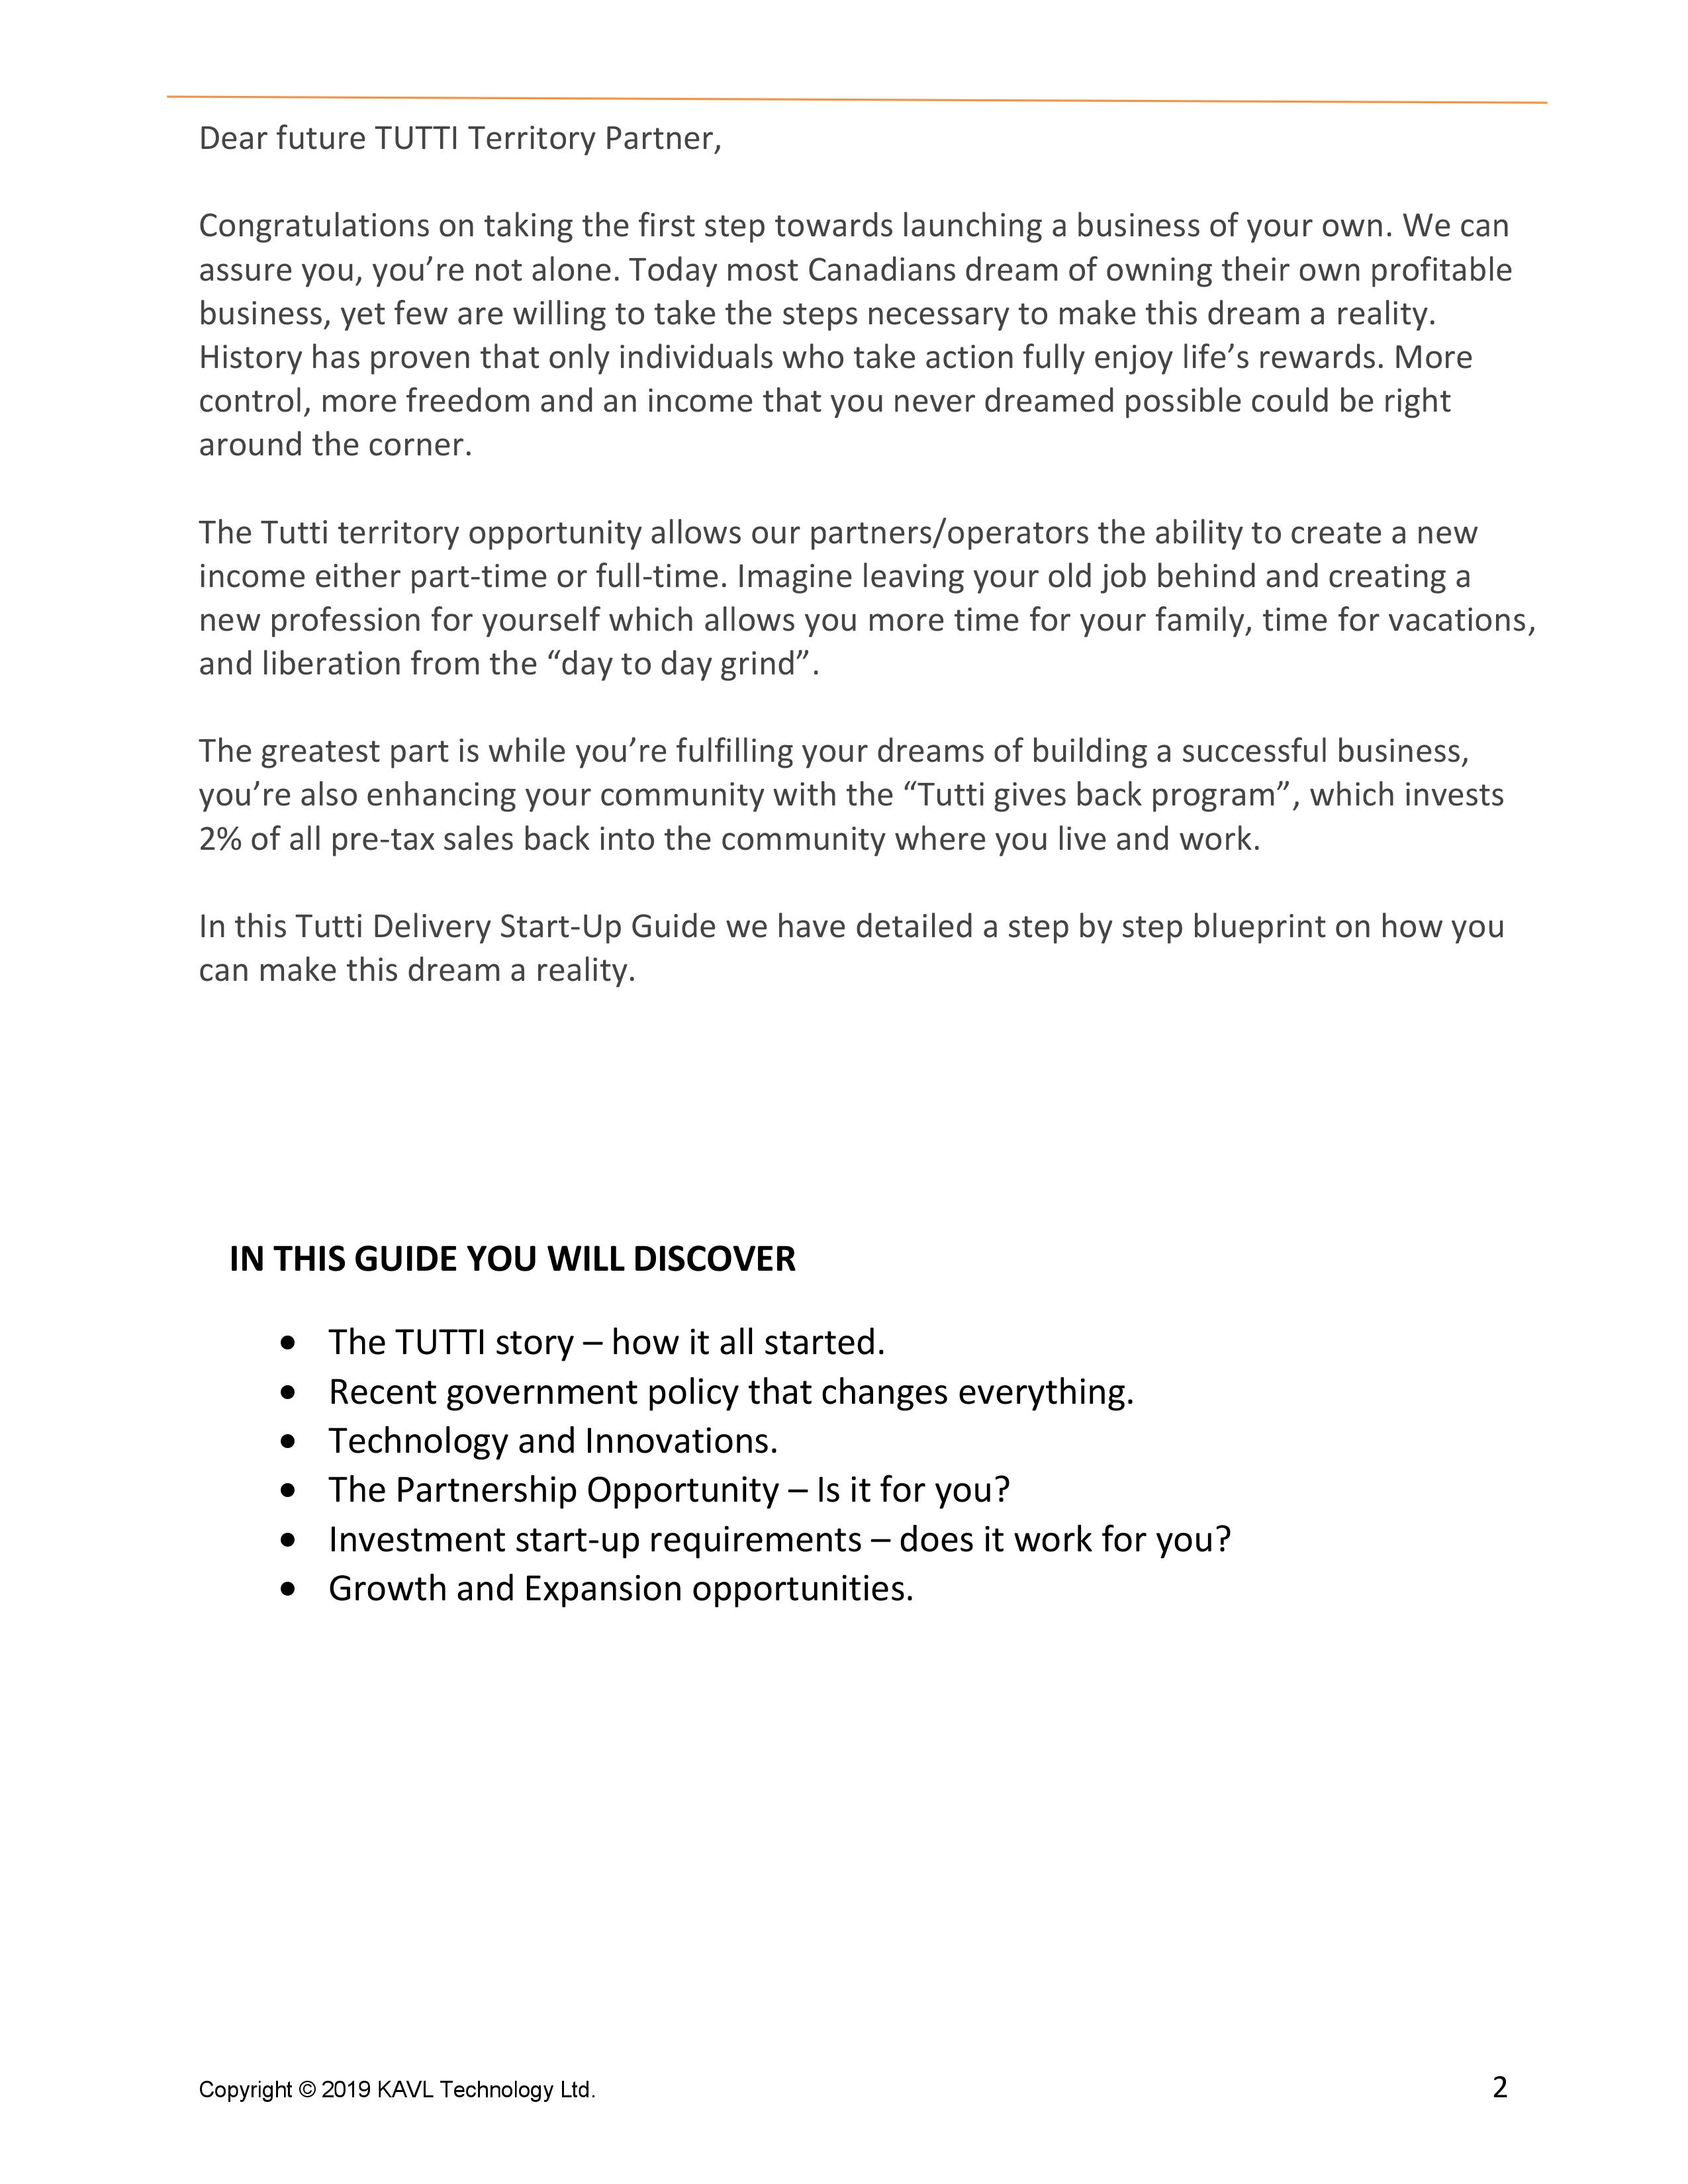 Dear future TUTTI Territory Partner,
Congratulations on taking the first step towards launching a business of your own. We can
assure you, you’re not alone. Today most Canadians dream of owning their own profitable
business, yet few are willing to take the steps necessary to make this dream a reality.
History has proven that only individuals who take action fully enjoy life’s rewards. More
control, more freedom and an income that you never dreamed possible could be right
around the corner.
The Tutti territory opportunity allows our partners/operators the ability to create a new
income either part-time or full-time. Imagine leaving your old job behind and creating a
new profession for yourself which allows you more time for your family, time for vacations,
and liberation from the “day to day grind”.
The greatest part is while you’re fulfilling your dreams of building a successful business,
you’re also enhancing your community with the “Tutti gives back program”, which invests
2% of all pre-tax sales back into the community where you live and work.
In this Tutti Delivery Start-Up Guide we have detailed a step by step blueprint on how you
can make this dream a reality.
IN THIS GUIDE YOU WILL DISCOVER
• The TUTTI story – how it all started.
• Recent government policy that changes everything.
• Technology and Innovations.
• The Partnership Opportunity – Is it for you?
• Investment start-up requirements – does it work for you?
• Growth and Expansion opportunities.
Copyright © 2019 KAVL Technology Ltd. 2